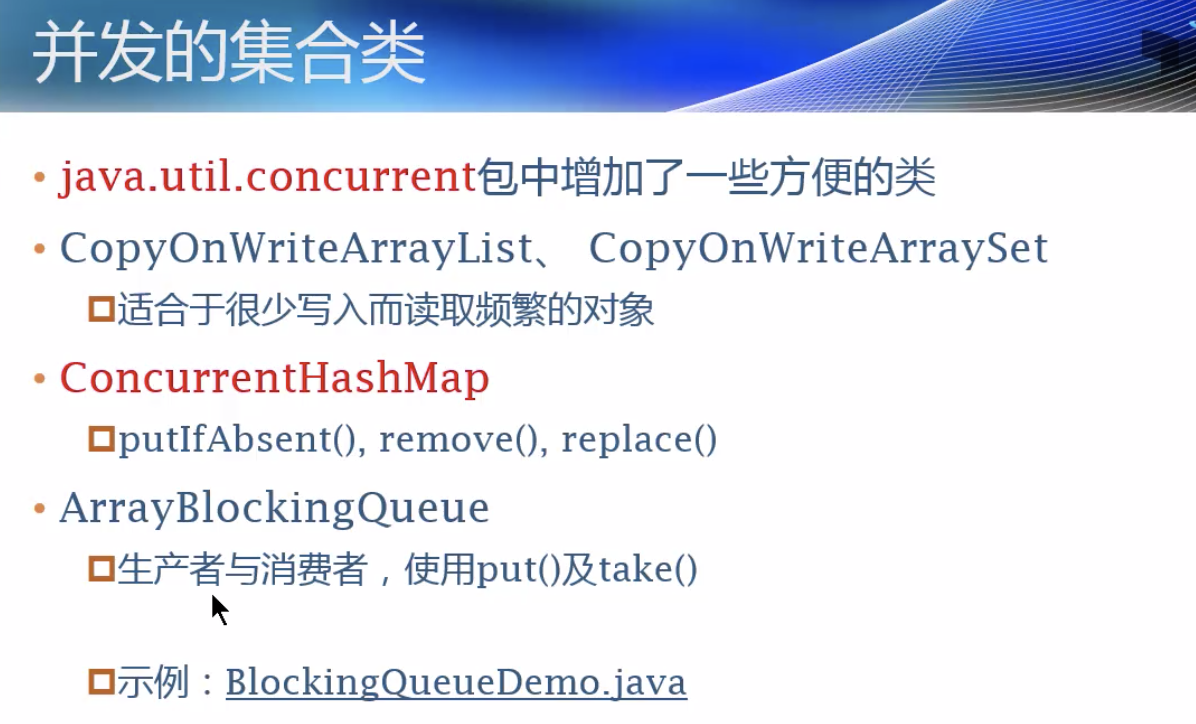 并发的集合类
• java.util.concurrent包中增加了一些方便的类
• CopyOnWriteArrayList、 CopyOnWriteArraySet
适合于很少写入而读取频繁的对象
• ConcurrentHashMap
putIfAbsent(), remove(), replace()
• ArrayBlockingQueue
生产者与消费者，使用put()及take()
示例：BlockingQueueDemo.java